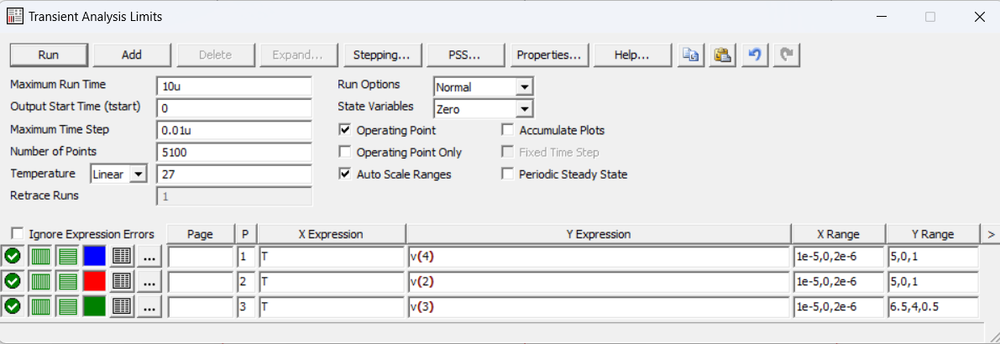 Transient Analysis Limits
Run Add Delete Expand... Stepping... PSS... Properties... Help...
Maximum Run Time 10u Run Options Normal
Output Start Time (tstart) 0 State Variables Zero
Maximum Time Step 0.01u Operating Point Accumulate Plots
Number of Points 5100 Operating Point Only Fixed Time Step
Temperature Linear 27 Auto Scale Ranges Periodic Steady State
Retrace Runs 1
Ignore Expression Errors Page P X Expression Y Expression X Range Y Range >
... 1 T v(4) 1e-5,0,2e-6 5,0,1
... 2 T v(2) 1e-5,0,2e-6 5,0,1
... 3 T v(3) 1e-5,0,2e-6 6.5,4,0.5